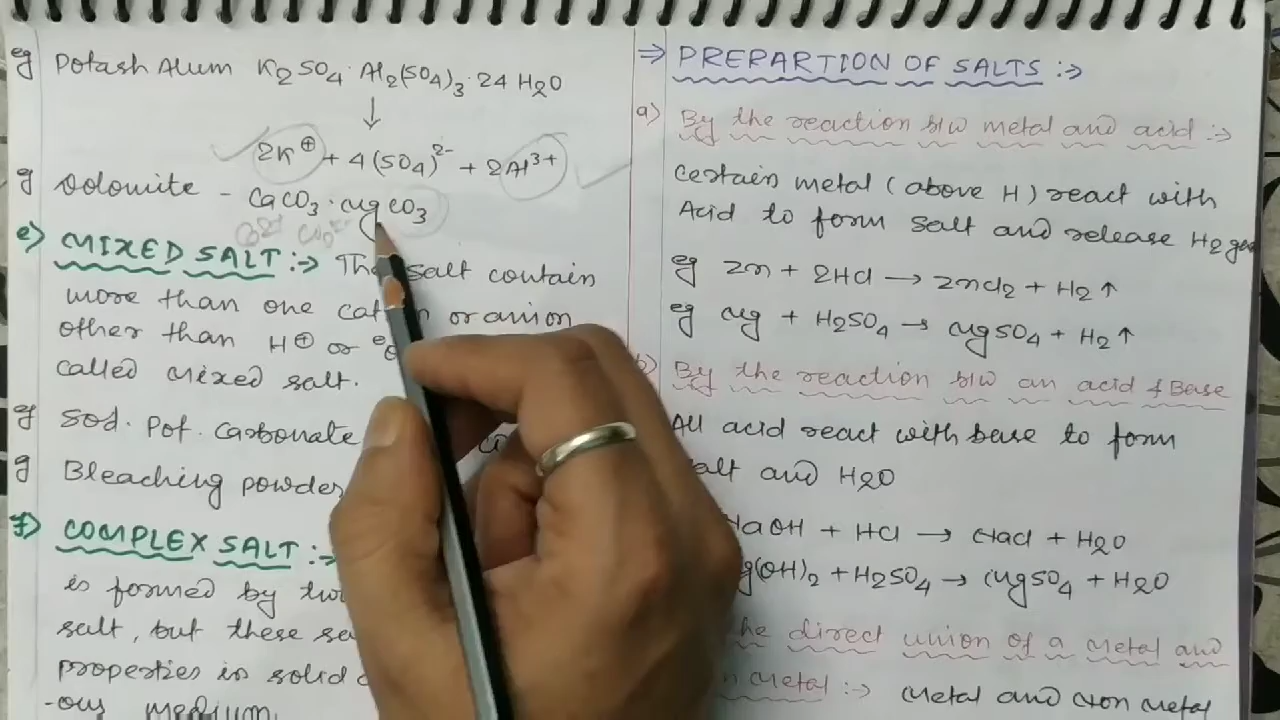 eg Potash Alum K2SO4·Al2(SO4)3·24H2O
↓
2K⊕ + 4(SO4)2- + 2Al3+
g Dolomite - CaCO3·MgCO3
e) MIXED SALT :-> The salt contain
more than one cation or anion
other than H⊕ or
called Mixed salt.
eg Sod. Pot. Carbonate
g Bleaching powder
f) COMPLEX SALT :->
is formed by two
salt, but these
properties in solid
-ous medium
⇒ PREPARTION OF SALTS :->
a) By the reaction b/w metal and acid :->
Certain metal (above H) react with
Acid to form salt and release H2 gas
eg Zn + 2HCl → ZnCl2 + H2↑
eg Mg + H2SO4 → MgSO4 + H2↑
b) By the reaction b/w an acid & Base
All acid react with base to form
salt and H2O
NaOH + HCl → NaCl + H2O
Mg(OH)2 + H2SO4 → MgSO4 + H2O
the direct union of a Metal and
Metal :-> Metal and Non Metal